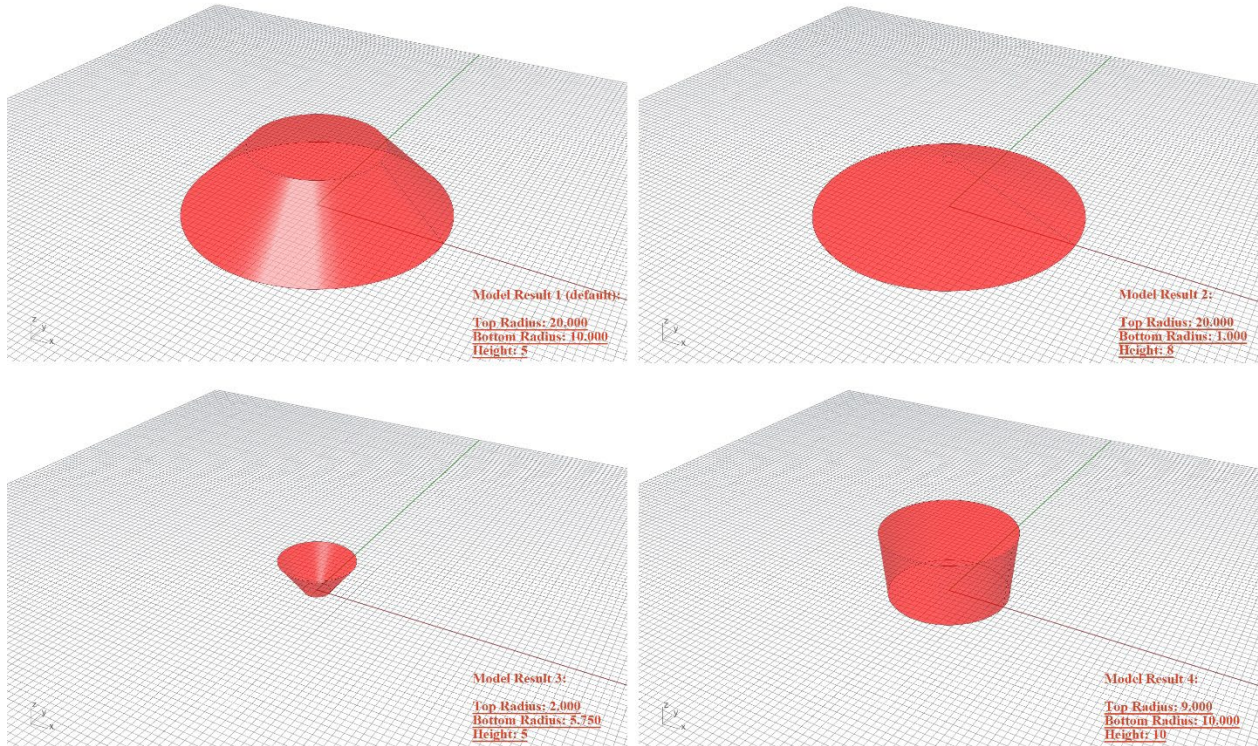 Model Result 1 (default):
Top Radius: 20.000
Bottom Radius: 10.000
Height: 5
z
y
x
Model Result 2:
Top Radius: 20.000
Bottom Radius: 1.000
Height: 8
z
y
x
Model Result 3:
Top Radius: 2.000
Bottom Radius: 5.750
Height: 5
z
y
x
Model Result 4:
Top Radius: 9.000
Bottom Radius: 10.000
Height: 10
z
y
x